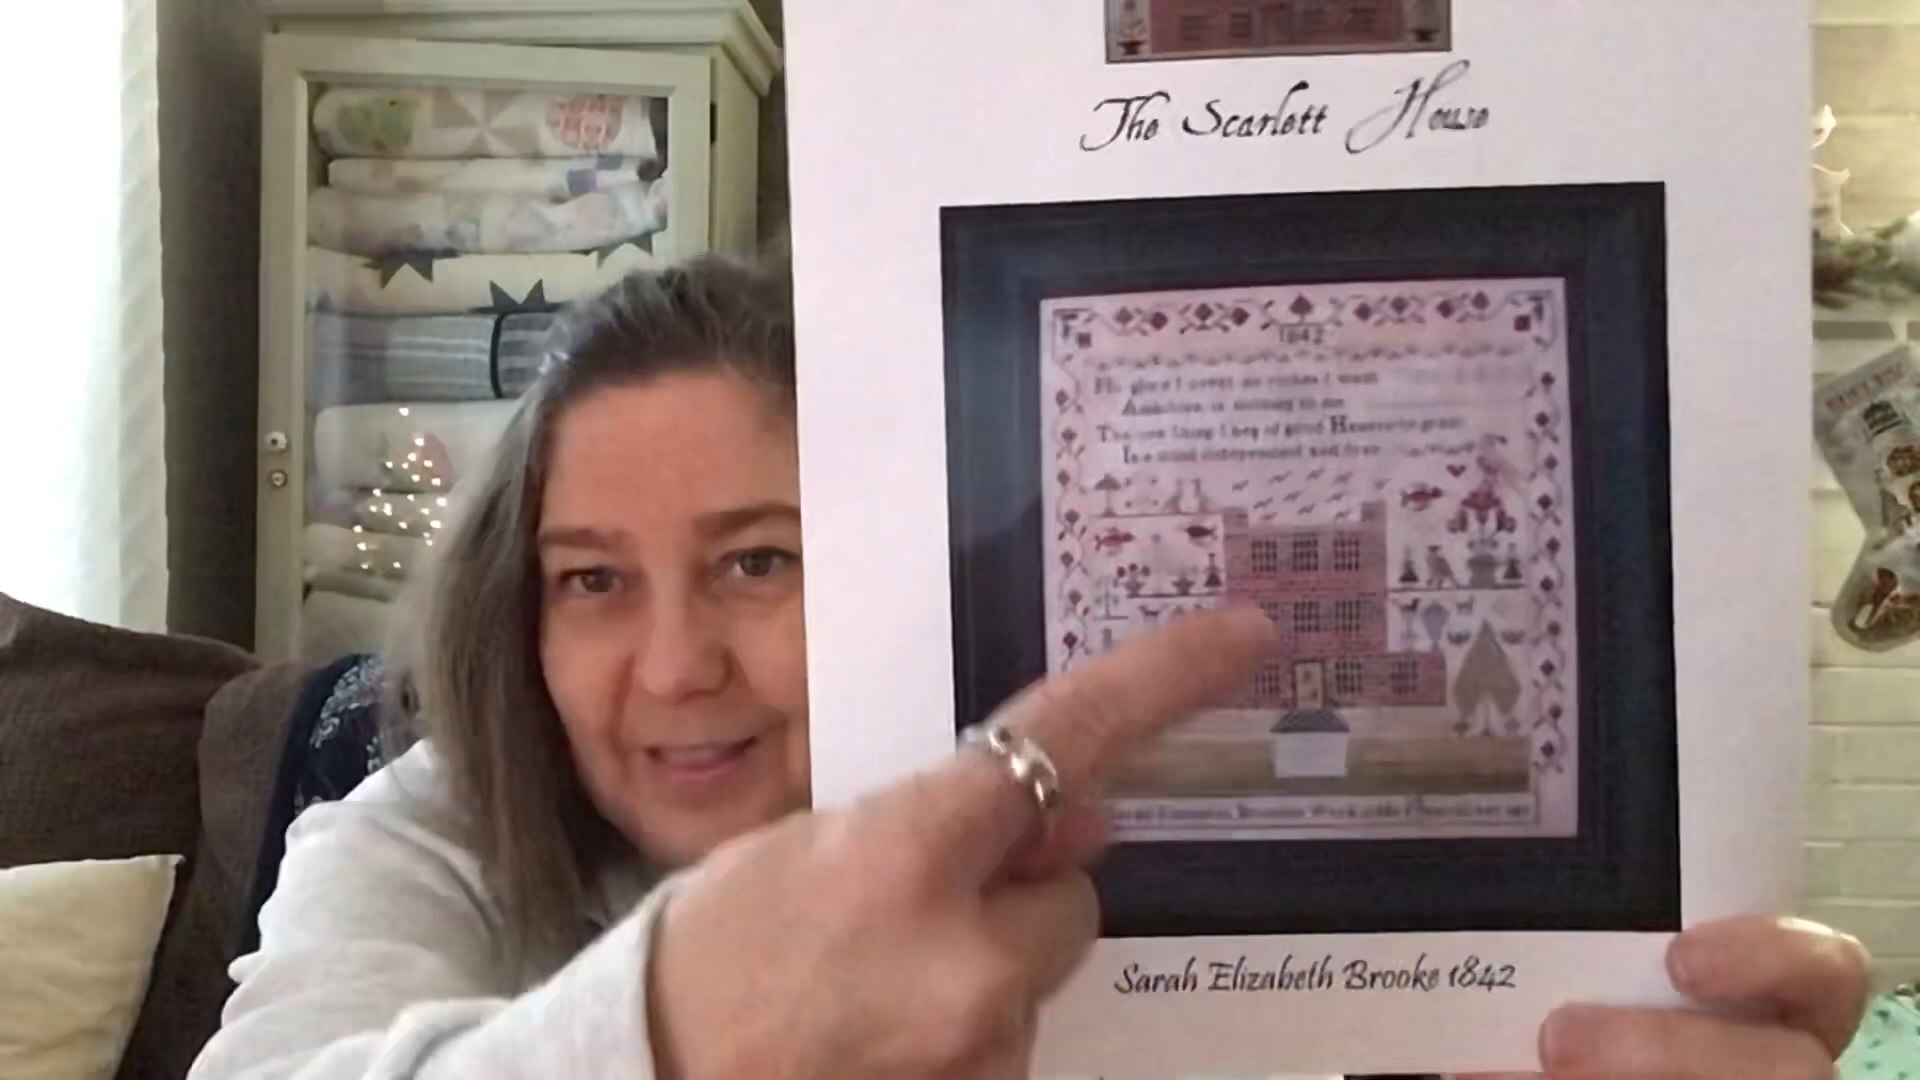 The Scarlett House
1842
No glory I covet no riches I want
Ambition is nothing to me
The one thing I beg of good Heaven to grant
Is a mind independent and free
Sarah Elizabeth Brooke 1842